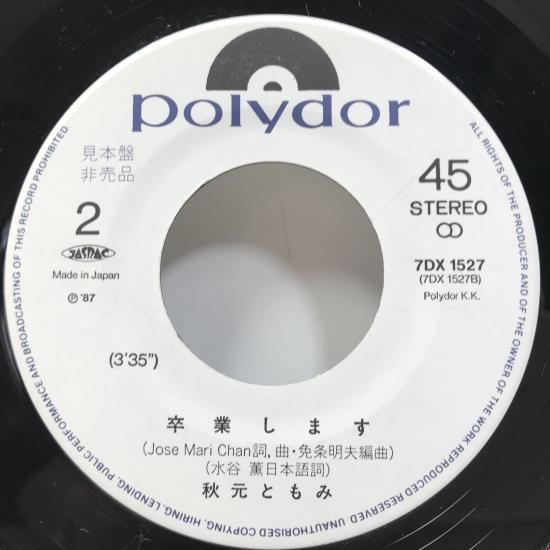 polydor
見本盤
非売品
2
JASRAC
Made in Japan
℗ '87
45
STEREO
7DX 1527
(7DX 1527B)
Polydor K.K.
(3'35")
卒業します
(Jose Mari Chan詞, 曲・免条明夫編曲)
(水谷 薫日本語詞)
秋元ともみ
ALL RIGHTS OF THE PRODUCER AND OF THE OWNER OF THE WORK REPRODUCED RESERVED. UNAUTHORISED COPYING, HIRING, LENDING, PUBLIC PERFORMANCE AND BROADCASTING OF THIS RECORD PROHIBITED